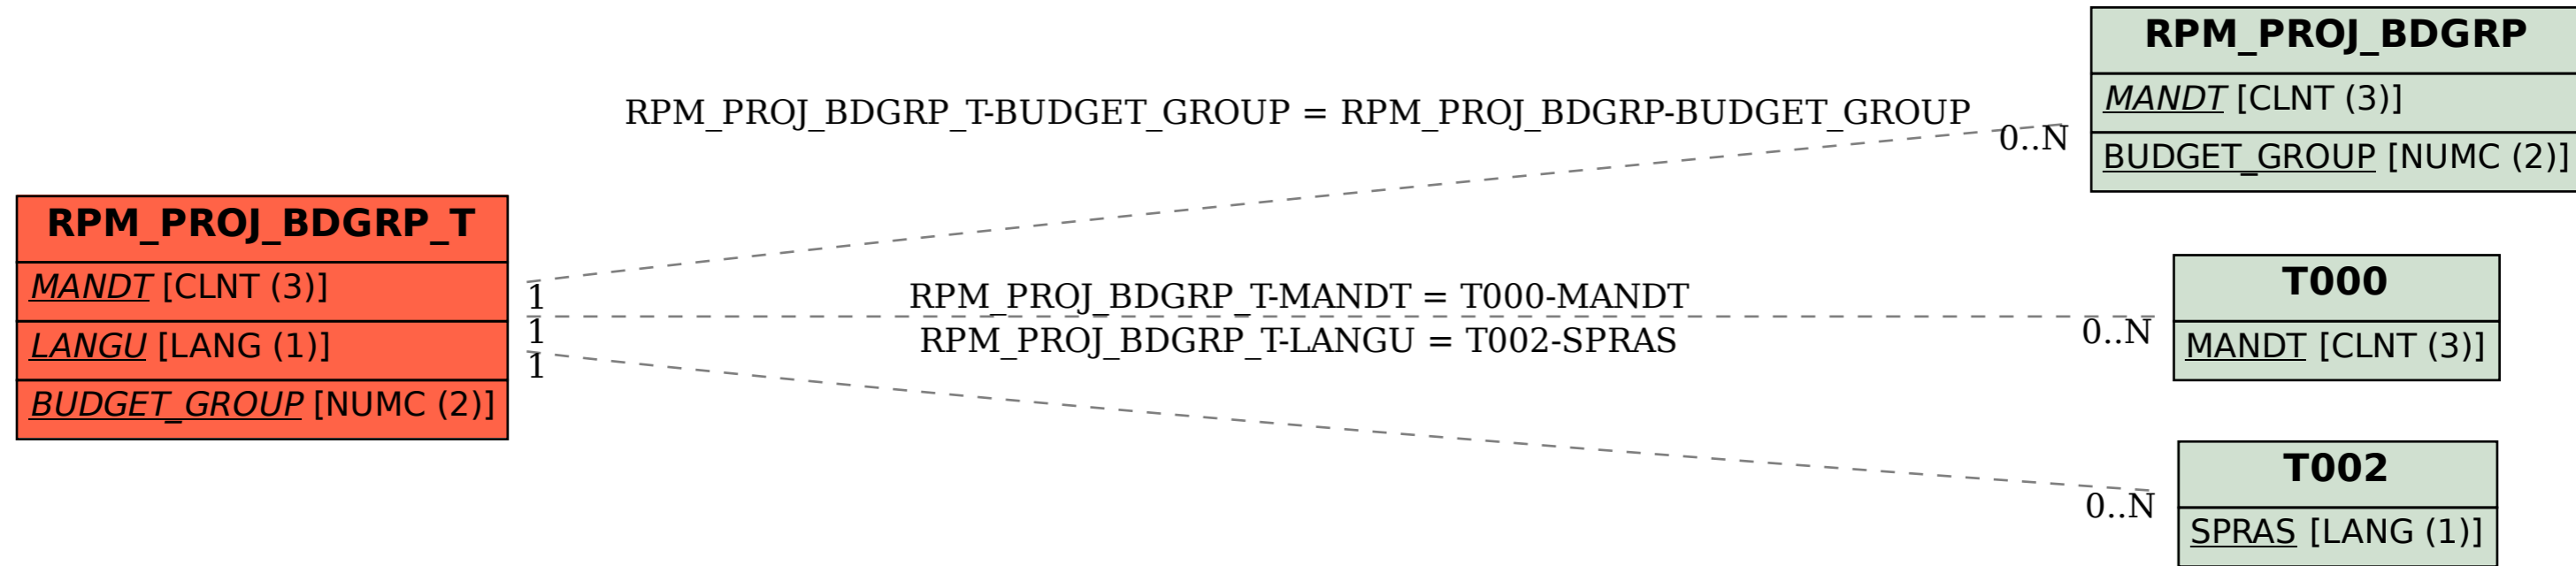 RPM_PROJ_BDGRP_T
MANDT [CLNT (3)]
LANGU [LANG (1)]
BUDGET_GROUP [NUMC (2)]
RPM_PROJ_BDGRP_T-BUDGET_GROUP = RPM_PROJ_BDGRP-BUDGET_GROUP
1
0..N
RPM_PROJ_BDGRP_T-MANDT = T000-MANDT
1
0..N
RPM_PROJ_BDGRP_T-LANGU = T002-SPRAS
1
0..N
RPM_PROJ_BDGRP
MANDT [CLNT (3)]
BUDGET_GROUP [NUMC (2)]
T000
MANDT [CLNT (3)]
T002
SPRAS [LANG (1)]